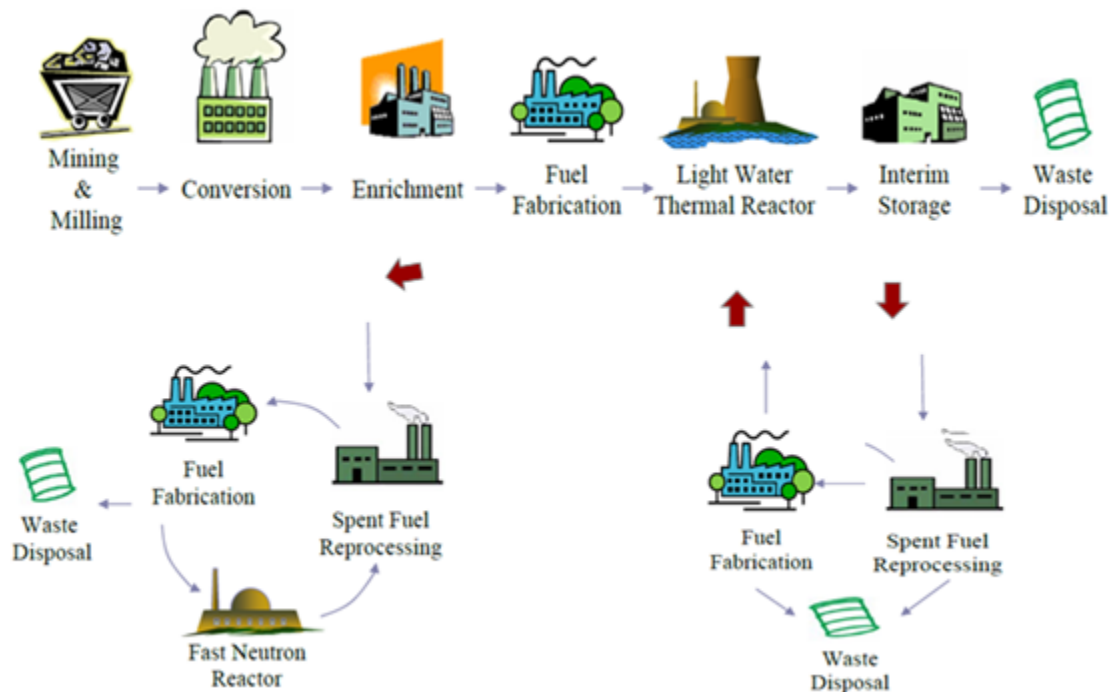 Mining
&
Milling
Conversion
Enrichment
Fuel
Fabrication
Light Water
Thermal Reactor
Interim
Storage
Waste
Disposal
Fuel
Fabrication
Waste
Disposal
Spent Fuel
Reprocessing
Fast Neutron
Reactor
Fuel
Fabrication
Spent Fuel
Reprocessing
Waste
Disposal